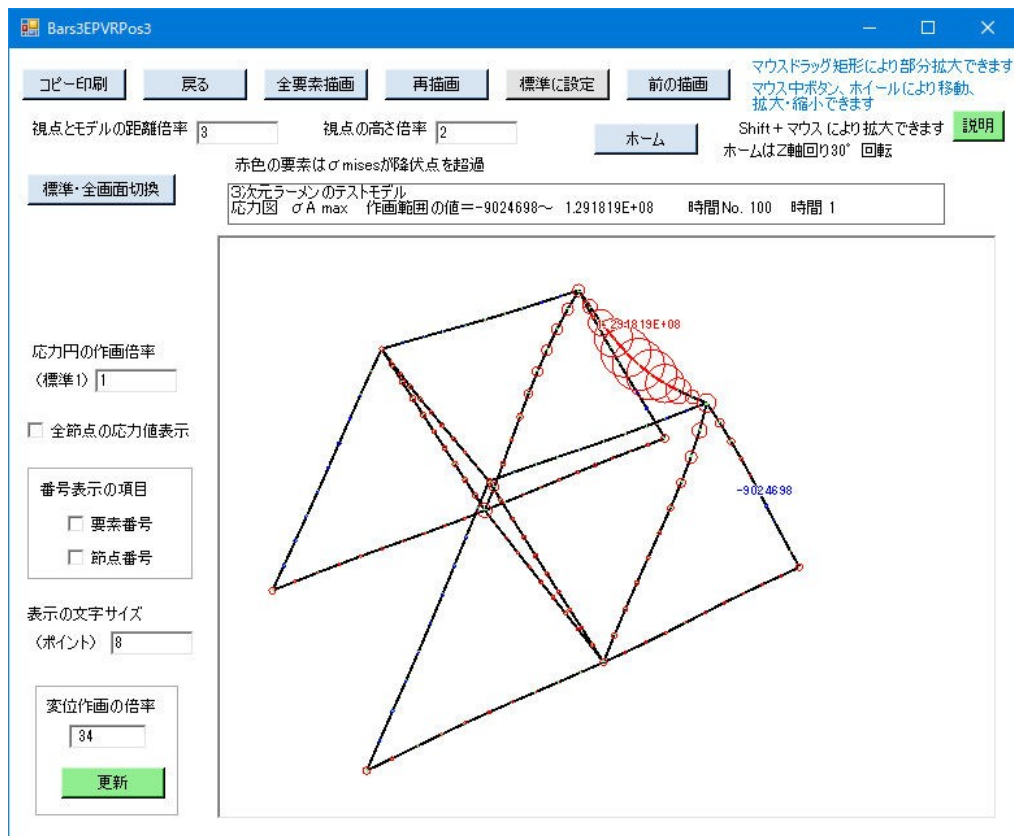 Bars3EPVRPos3
コピー印刷
戻る
全要素描画
再描画
標準に設定
前の描画
マウスドラッグ矩形により部分拡大できます
マウス中ボタン、ホイールにより移動、
拡大・縮小できます
視点とモデルの距離倍率 3
視点の高さ倍率 2
ホーム
Shift+マウスにより拡大できます
説明
ホームはZ軸回り30°回転
赤色の要素はσmisesが降伏点を超過
標準・全画面切換
3次元ラーメンのテストモデル
応力図 σA max 作画範囲の値=-9024698~ 1.291819E+08 時間No. 100 時間 1
1.291819E+08
応力円の作画倍率
(標準1) 1
全節点の応力値表示
-9024698
番号表示の項目
要素番号
節点番号
表示の文字サイズ
(ポイント) 8
変位作画の倍率
34
更新